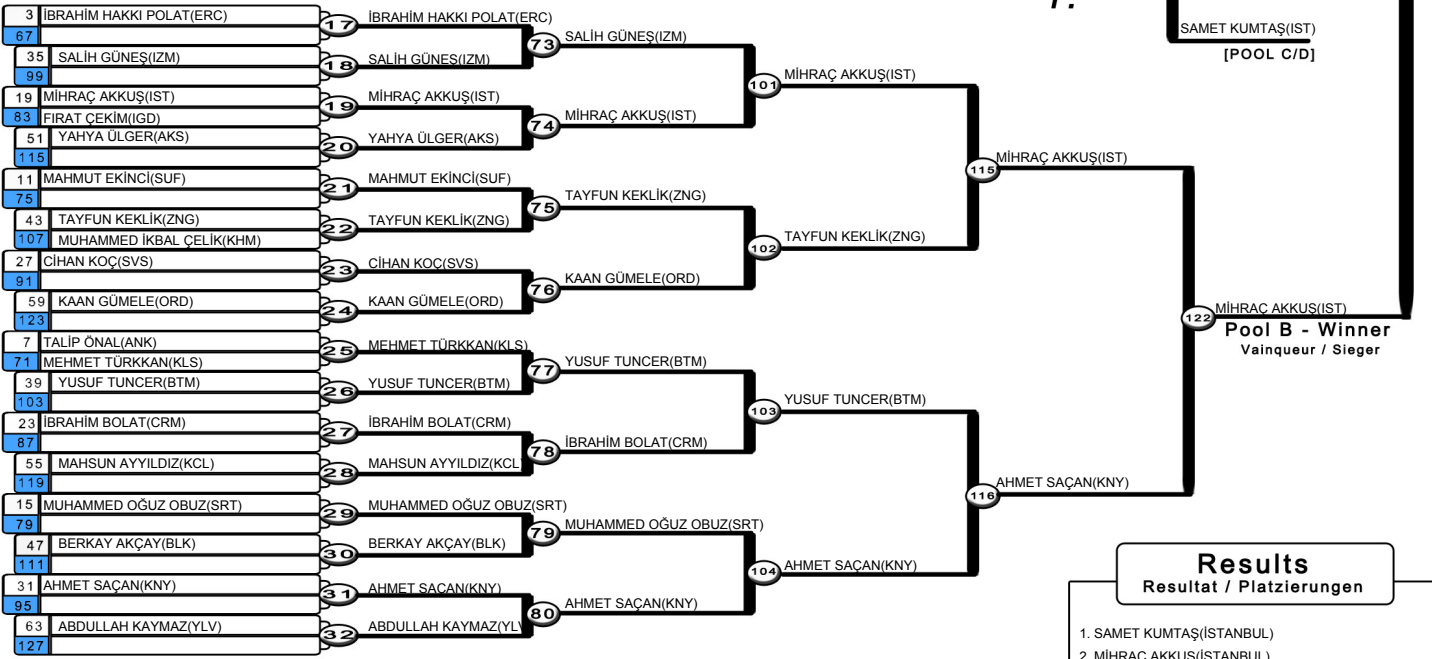 1.
SAMET KUMTAŞ(IST)
[POOL C/D]
3 İBRAHİM HAKKI POLAT(ERC)
67
17 İBRAHİM HAKKI POLAT(ERC)
35 SALİH GÜNEŞ(IZM)
99
18 SALİH GÜNEŞ(IZM)
73 SALİH GÜNEŞ(IZM)
19 MİHRAÇ AKKUŞ(IST)
83 FIRAT ÇEKİM(IGD)
19 MİHRAÇ AKKUŞ(IST)
51 YAHYA ÜLGER(AKS)
115
20 YAHYA ÜLGER(AKS)
74 MİHRAÇ AKKUŞ(IST)
101 MİHRAÇ AKKUŞ(IST)
11 MAHMUT EKİNCİ(SUF)
75
21 MAHMUT EKİNCİ(SUF)
43 TAYFUN KEKLİK(ZNG)
107 MUHAMMED İKBAL ÇELİK(KHM)
22 TAYFUN KEKLİK(ZNG)
75 TAYFUN KEKLİK(ZNG)
27 CİHAN KOÇ(SVS)
91
23 CİHAN KOÇ(SVS)
59 KAAN GÜMELE(ORD)
123
24 KAAN GÜMELE(ORD)
76 KAAN GÜMELE(ORD)
102 TAYFUN KEKLİK(ZNG)
115 MİHRAÇ AKKUŞ(IST)
7 TALİP ÖNAL(ANK)
71 MEHMET TÜRKKAN(KLS)
25 MEHMET TÜRKKAN(KLS)
39 YUSUF TUNCER(BTM)
103
26 YUSUF TUNCER(BTM)
77 YUSUF TUNCER(BTM)
23 İBRAHİM BOLAT(CRM)
87
27 İBRAHİM BOLAT(CRM)
55 MAHSUN AYYILDIZ(KCL)
119
28 MAHSUN AYYILDIZ(KCL
78 İBRAHİM BOLAT(CRM)
103 YUSUF TUNCER(BTM)
15 MUHAMMED OĞUZ OBUZ(SRT)
79
29 MUHAMMED OĞUZ OBUZ(SRT)
47 BERKAY AKÇAY(BLK)
111
30 BERKAY AKÇAY(BLK)
79 MUHAMMED OĞUZ OBUZ(SRT)
31 AHMET SAÇAN(KNY)
95
31 AHMET SAÇAN(KNY)
63 ABDULLAH KAYMAZ(YLV)
127
32 ABDULLAH KAYMAZ(YLV
80 AHMET SAÇAN(KNY)
104 AHMET SAÇAN(KNY)
116 AHMET SAÇAN(KNY)
122 MİHRAÇ AKKUŞ(IST)
Pool B - Winner
Vainqueur / Sieger
Results
Resultat / Platzierungen
1. SAMET KUMTAŞ(İSTANBUL)
2. MİHRAÇ AKKUŞ(İSTANBUL)